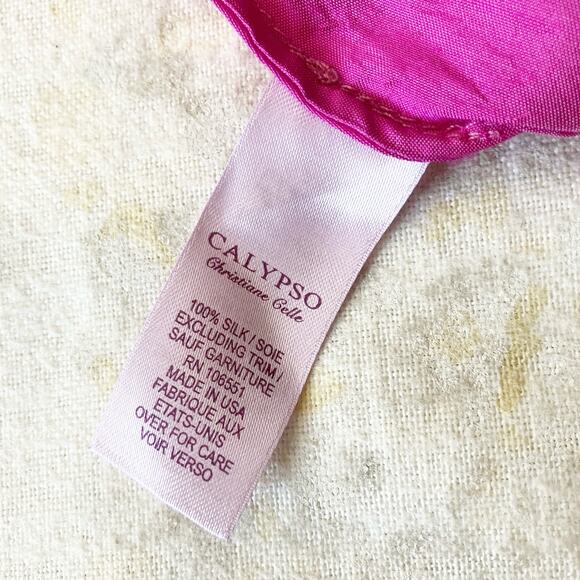 CALYPSO
Christiane Celle
100% SILK / SOIE
EXCLUDING TRIM /
SAUF GARNITURE
RN 106551
MADE IN USA
FABRIQUE AUX
ETATS-UNIS
OVER FOR CARE
VOIR VERSO